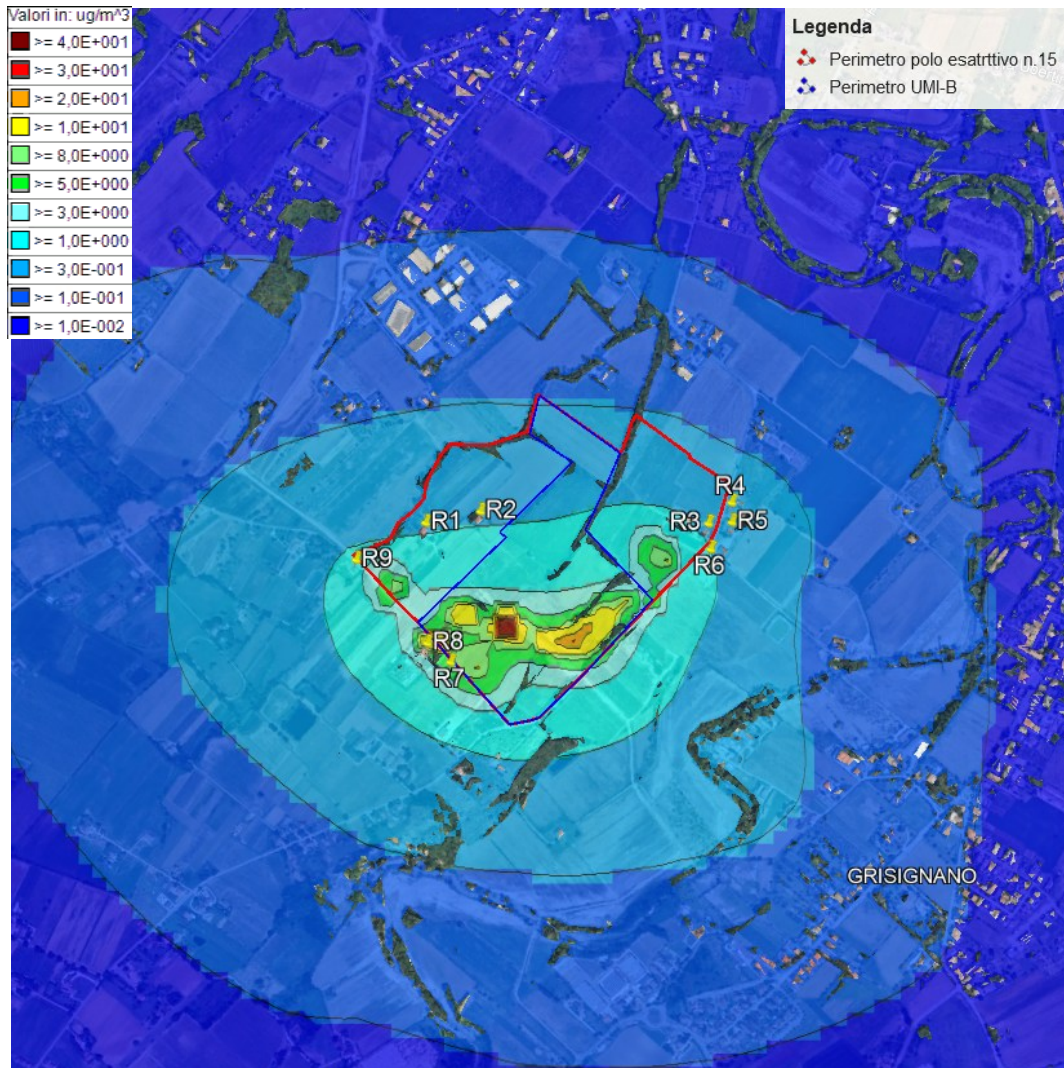 Valori in: ug/m^3
>= 4,0E+001
>= 3,0E+001
>= 2,0E+001
>= 1,0E+001
>= 8,0E+000
>= 5,0E+000
>= 3,0E+000
>= 1,0E+000
>= 3,0E-001
>= 1,0E-001
>= 1,0E-002
Legenda
Perimetro polo esatrttivo n.15
Perimetro UMI-B
R4
R2
R1
R3
R5
R9
R6
R8
R7
GRISIGNANO